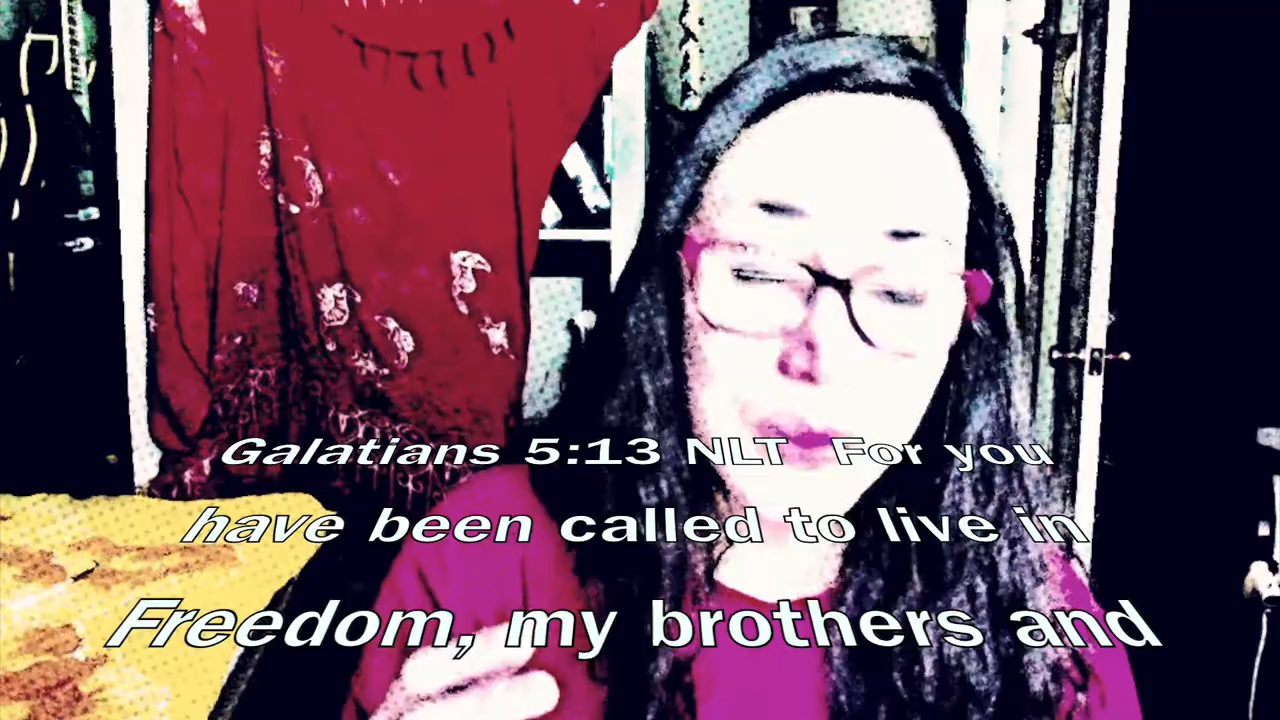 Galatians 5:13 NLT For you
have been called to live in
Freedom, my brothers and